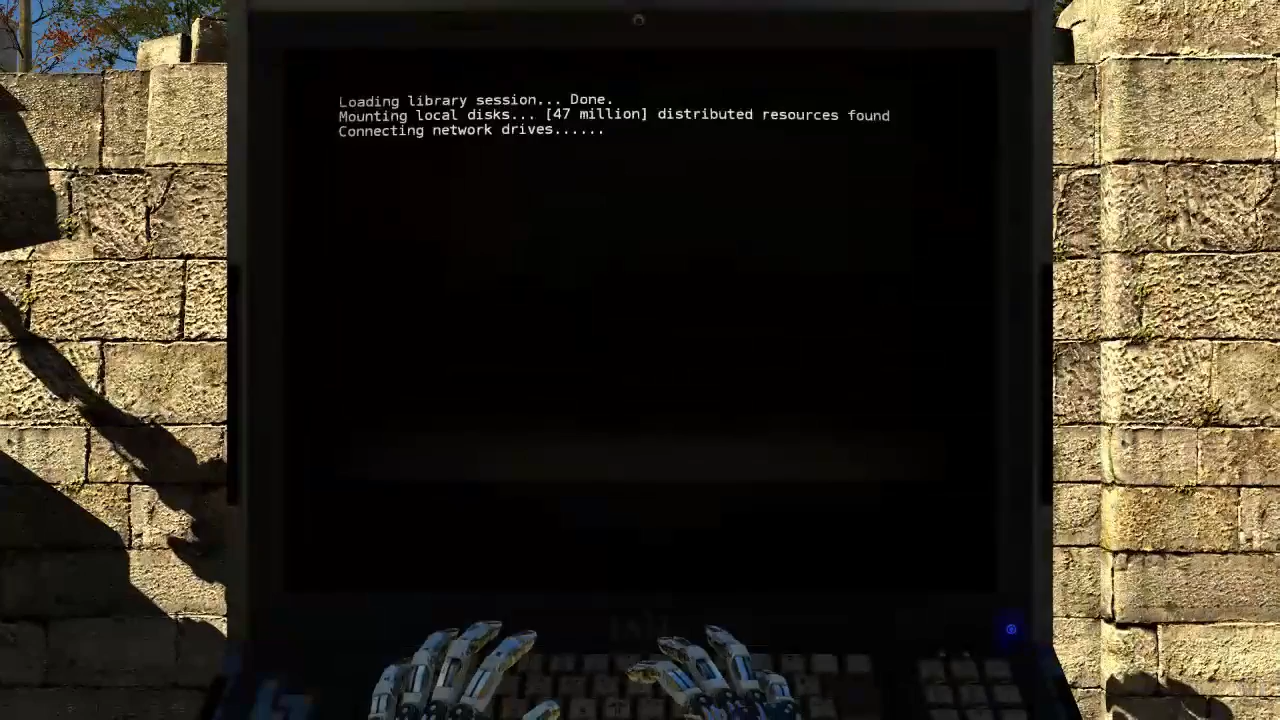 Loading library session... Done.
Mounting local disks... [47 million] distributed resources found
Connecting network drives......